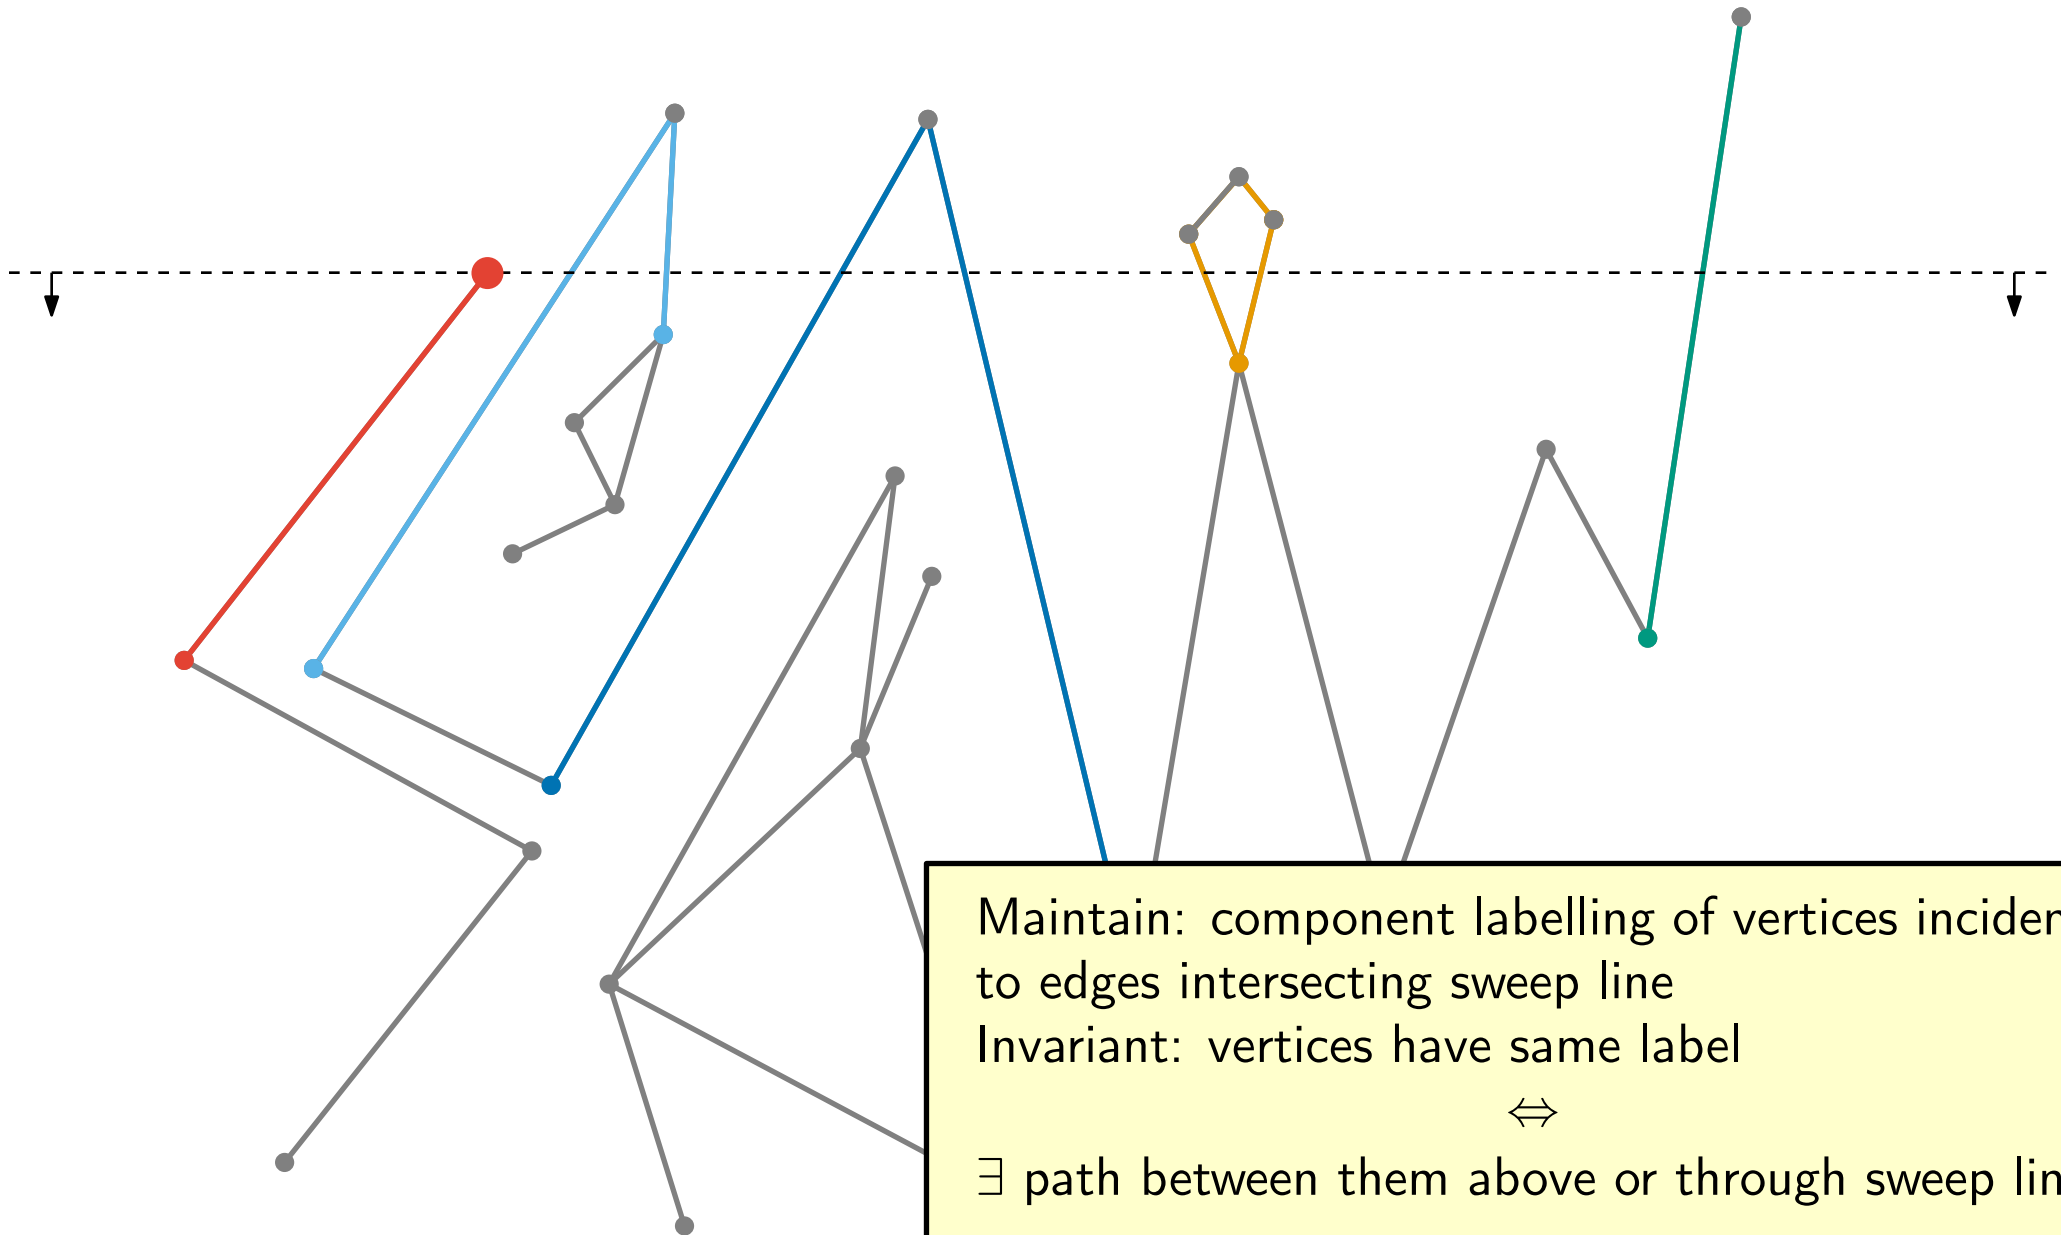 Maintain: component labelling of vertices inciden
to edges intersecting sweep line
Invariant: vertices have same label
⇔
∃ path between them above or through sweep lin